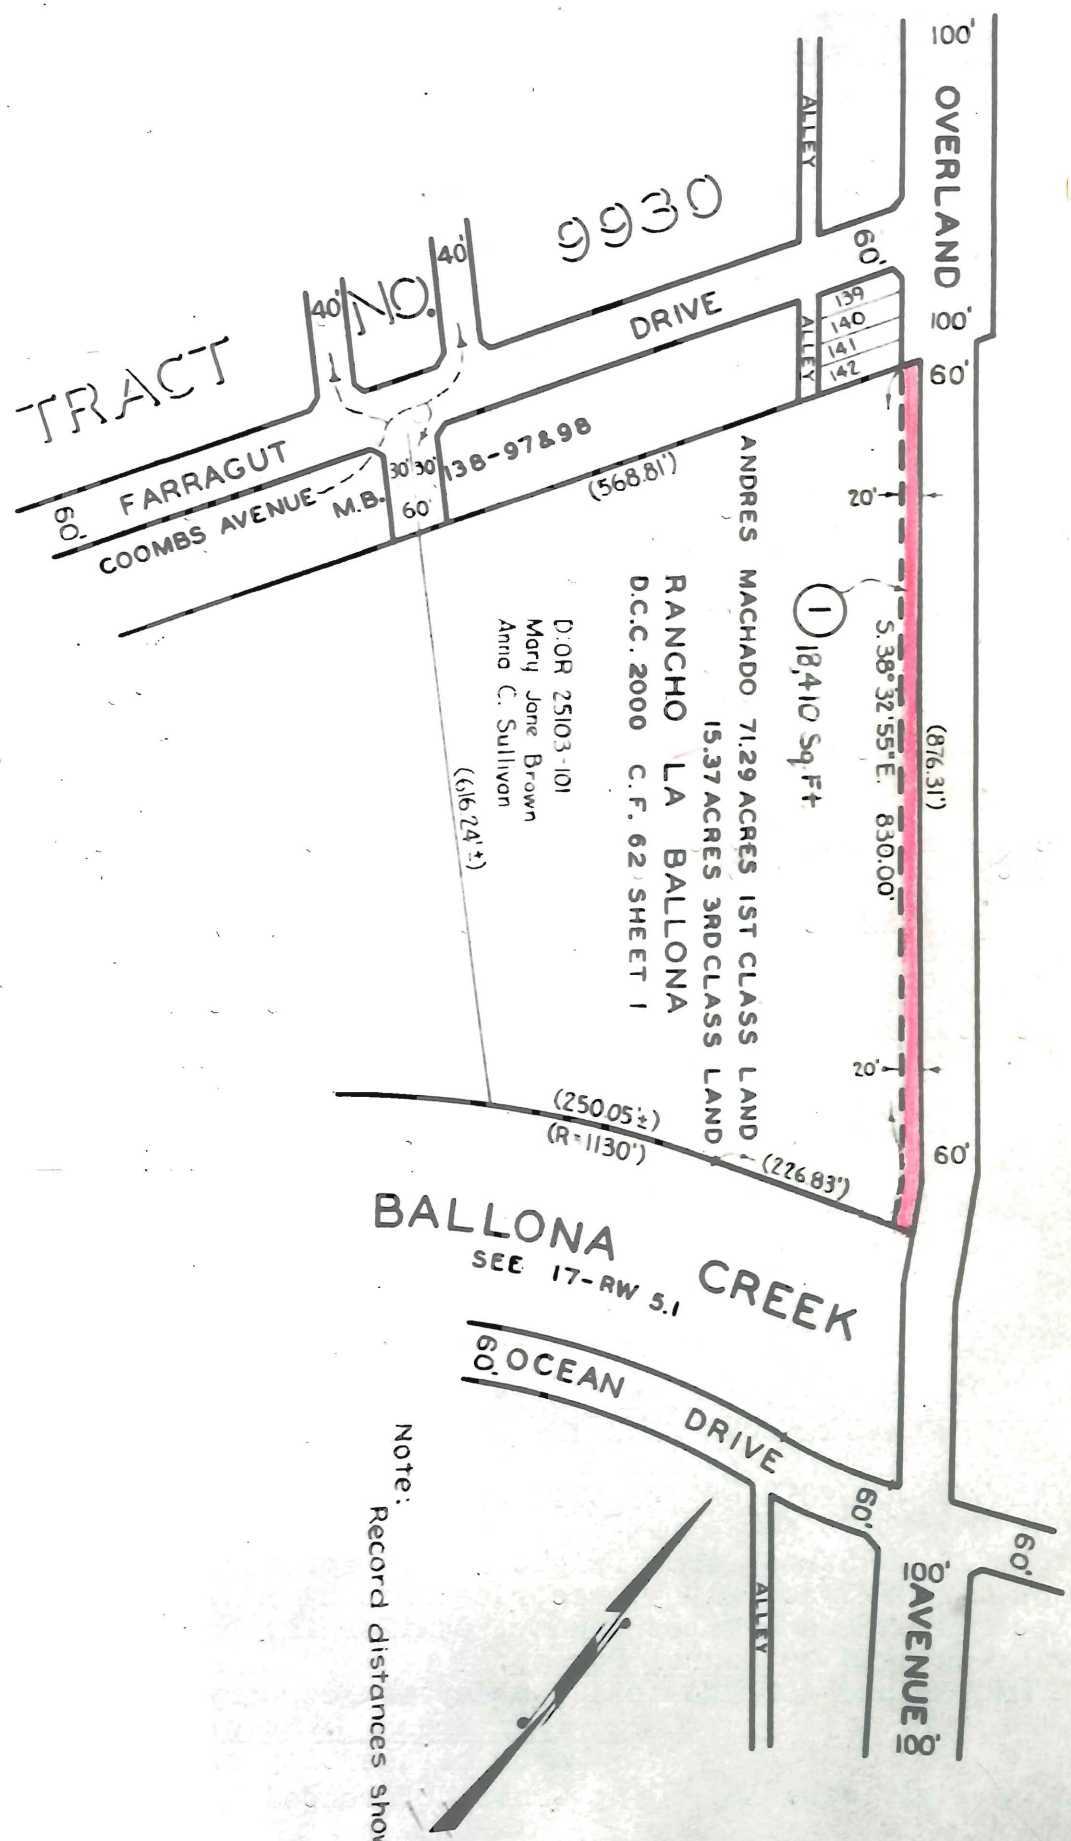 100'
OVERLAND
100'
60'
ALLEY
60'
9930
TRACT NO.
40'
40'
DRIVE
ALLEY
139
140
141
142
FARRAGUT
60'
COOMBS AVENUE
M.B. 138-97&98
30' 30'
60'
(568.81')
20'
S.38°32'55"E. 830.00'
(876.31')
1 18,410 Sq.Ft
ANDRES MACHADO 71.29 ACRES 1ST CLASS LAND
15.37 ACRES 3RD CLASS LAND
RANCHO LA BALLONA
D.C.C. 2000 C.F. 62 SHEET 1
D:OR 25103-101
Mary Jane Brown
Anna C. Sullivan
(616.24'±)
20'
60'
(250.05'±)
(R=1130')
(226.83')
BALLONA CREEK
SEE 17-RW 5.1
60'
OCEAN DRIVE
60'
60'
100'
AVENUE
100'
ALLEY
Note:
Record distances show